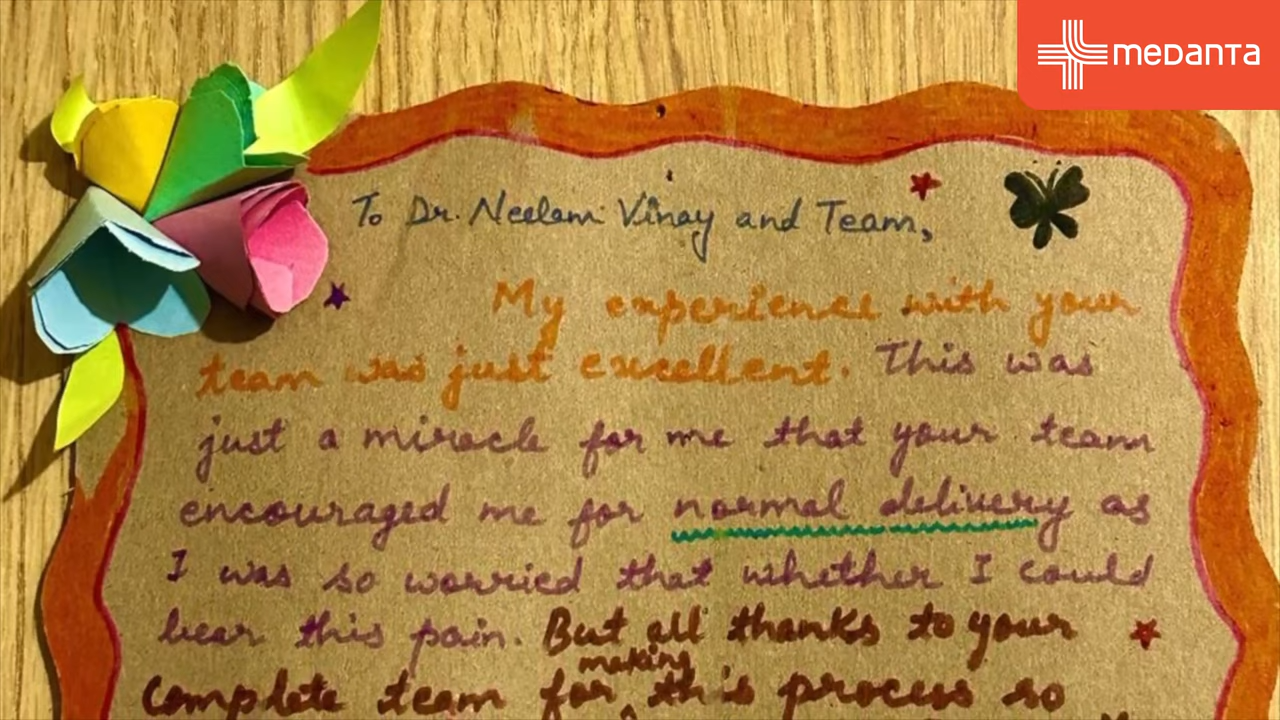 medanta
To Dr. Neelam Vinay and Team,
My experience with your
team was just excellent. This was
just a miracle for me that your team
encouraged me for normal delivery as
I was so worried that whether I could
bear this pain. But all thanks to your
making
Complete team for this process so